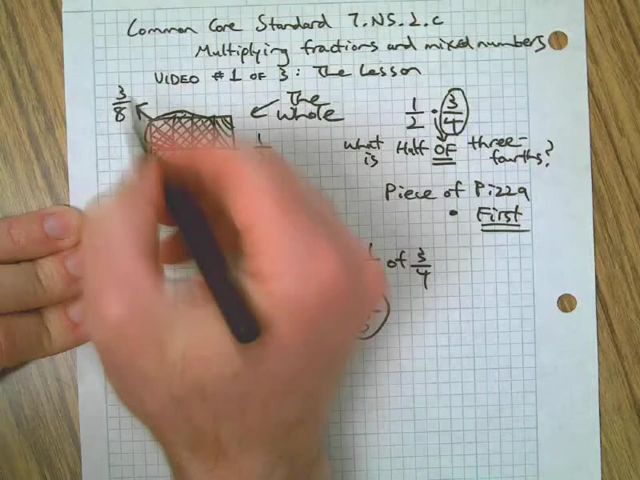 Common Core Standard 7.NS.2.c
Multiplying fractions and mixed numbers
VIDEO #1 OF 3: The Lesson
3/8
The Whole
1/2 · 3/4
What is Half OF three-fourths?
Piece of Pizza
• First
of 3/4